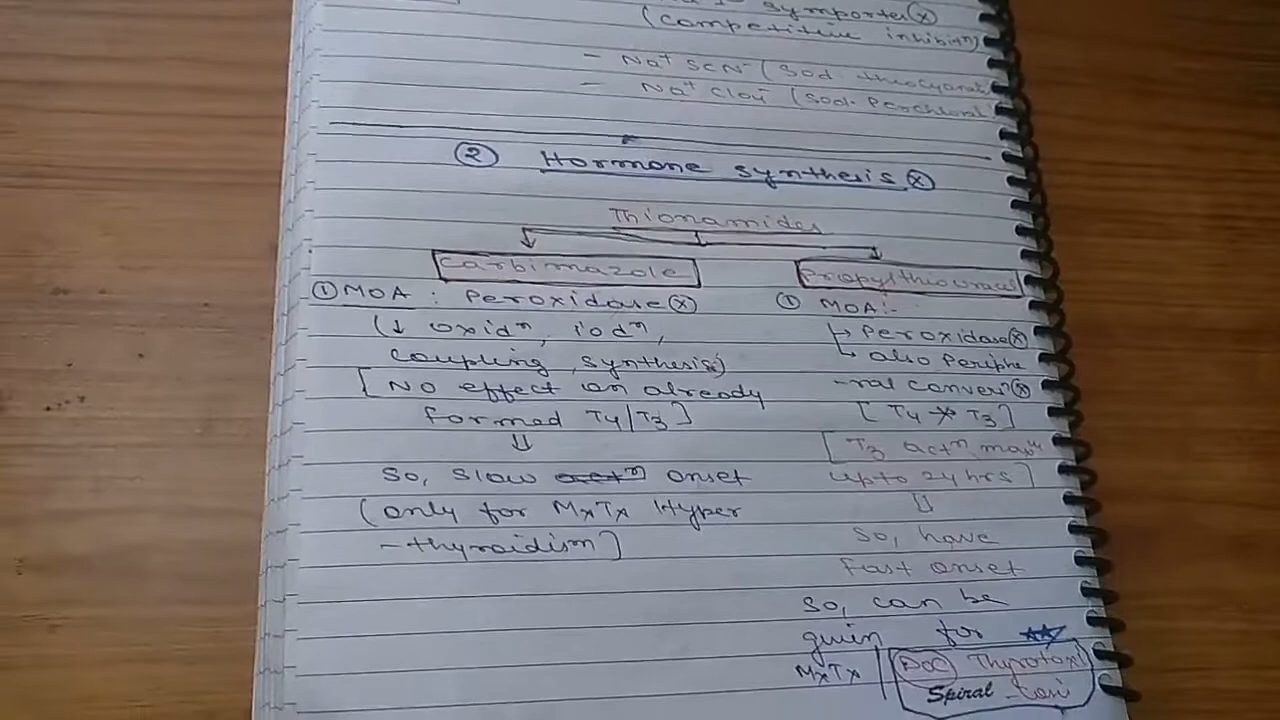 symporter ⓧ
(competitive inhibitⁿ)
- Na⁺ SCN⁻ (Sod. thiocyanate
- Na⁺ ClO₄⁻ (Sod. Perchlorat
② Hormone synthesis ⓧ
Thionamides
Carbimazole
Propylthiouracil
① MOA : Peroxidase ⓧ
(↓ oxidⁿ, iodⁿ,
coupling, synthesis)
[No effect on already
formed T₄/T₃]
⇓
So, slow onset
(only for MxTx Hyper
-thyroidism]
① MOA:-
↳ Peroxidase ⓧ
↳ also Periphe
-ral conversⁿ ⓧ
[T₄ ↛ T₃]
[T₃ actⁿ
upto 24 hrs]
⇓
So, have
Fast onset
so, can be
given for ☆☆
MxTx | DOC Thyrotoxi
Spiral